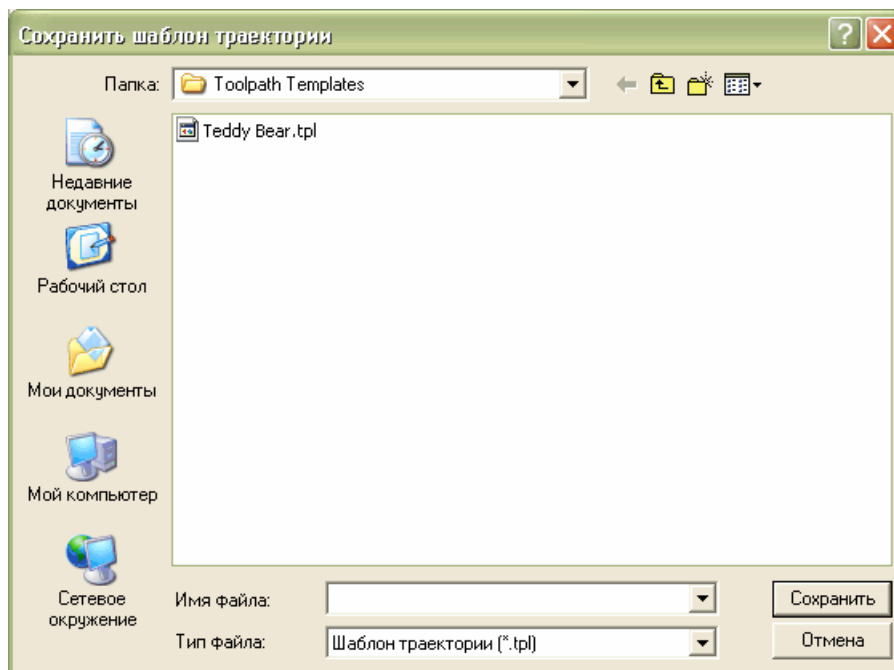 Сохранить шаблон траектории
Папка: Toolpath Templates
Teddy Bear.tpl
Недавние
документы
Рабочий стол
Мои документы
Мой компьютер
Сетевое
окружение
Имя файла:
Сохранить
Тип файла: Шаблон траектории (*.tpl)
Отмена